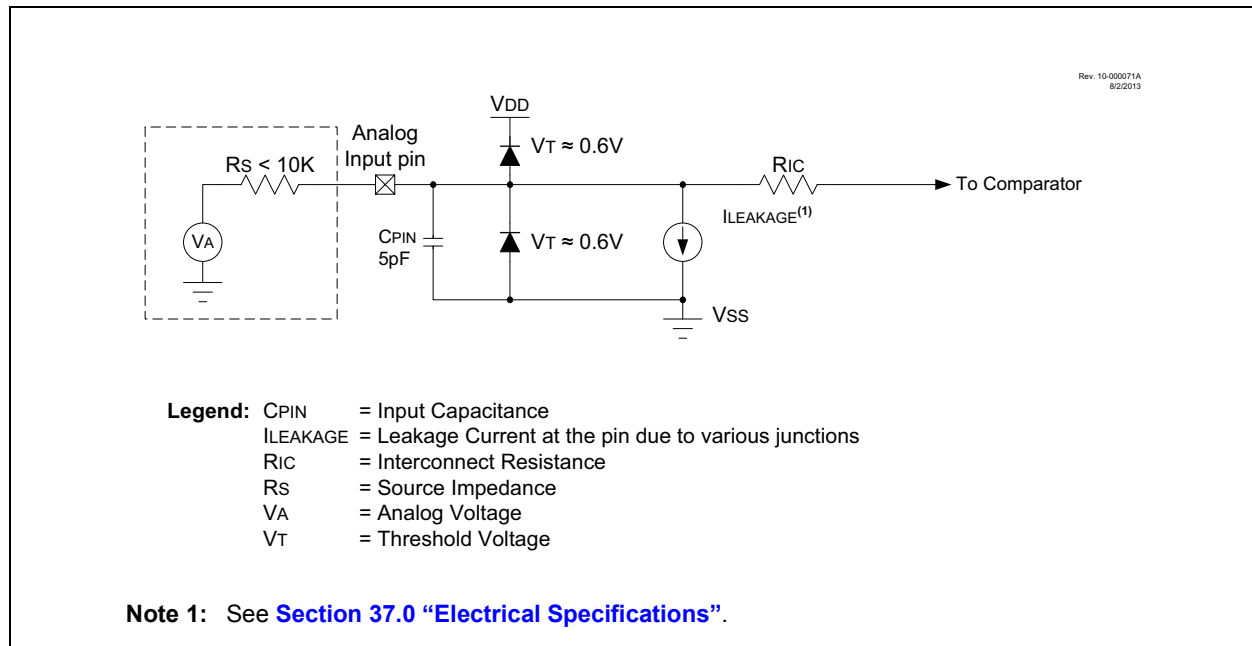 Rev. 10-000071A
8/2/2013
VDD
Analog
Input pin
VT ≈ 0.6V
RS < 10K
RIC
To Comparator
ILEAKAGE(1)
VA
CPIN
5pF
VT ≈ 0.6V
VSS
Legend: CPIN = Input Capacitance
ILEAKAGE = Leakage Current at the pin due to various junctions
RIC = Interconnect Resistance
RS = Source Impedance
VA = Analog Voltage
VT = Threshold Voltage
Note 1: See Section 37.0 “Electrical Specifications”.